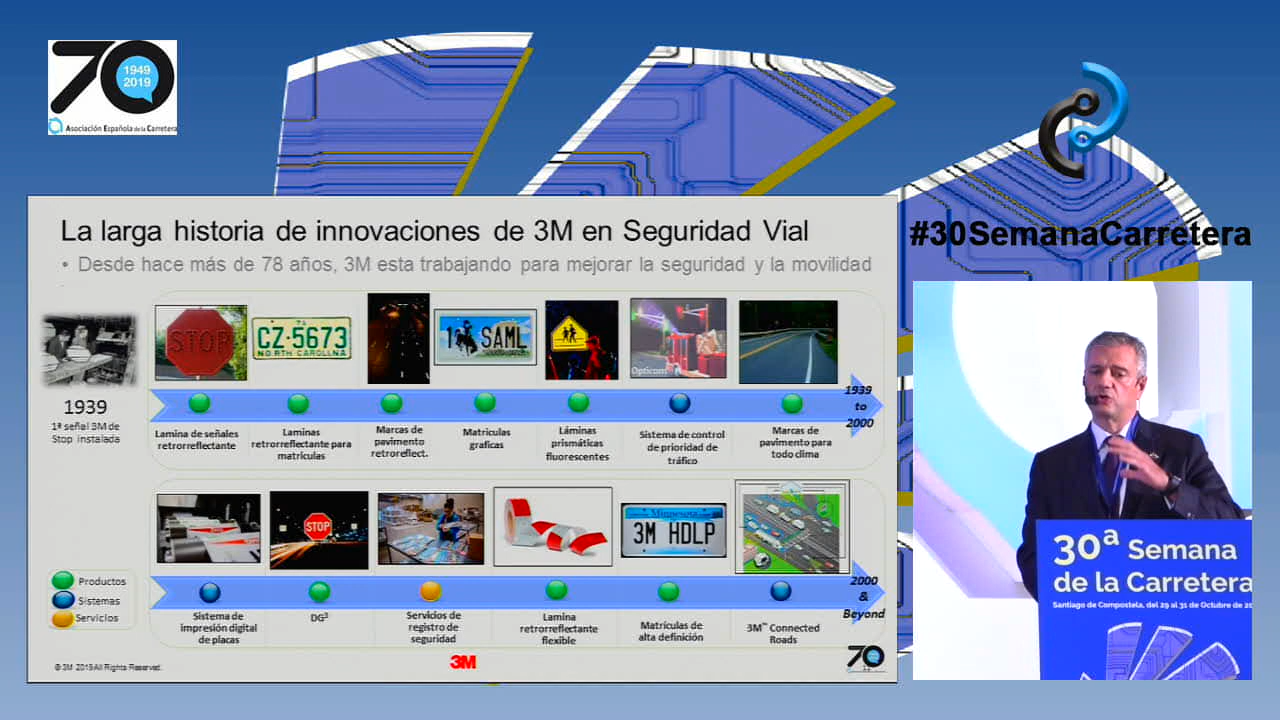 70
1949
2019
Asociación Española de la Carretera
#30SemanaCarretera
La larga historia de innovaciones de 3M en Seguridad Vial
• Desde hace más de 78 años, 3M esta trabajando para mejorar la seguridad y la movilidad
1939
1ª señal 3M de
Stop instalada
STOP
CZ-5673
NORTH CAROLINA
SAML
Opticom
1939
to
2000
Lamina de señales
retrorreflectante
Laminas
retrorreflectante para
matriculas
Marcas de
pavimento
retroreflect.
Matriculas
graficas
Láminas
prismáticas
fluorescentes
Sistema de control
de prioridad de
tráfico
Marcas de
pavimento para
todo clima
STOP
Minnesota
3M HDLP
Productos
Sistemas
Servicios
2000
&
Beyond
Sistema de
impresión digital
de placas
DG³
Servicios de
registro de
seguridad
Lamina
retrorreflectante
flexible
Matrículas de
alta definición
3M™ Connected
Roads
© 3M 2019 All Rights Reserved.
3M
70
30ª Semana
de la Carretera
Santiago de Compostela, del 29 al 31 de Octubre de 20